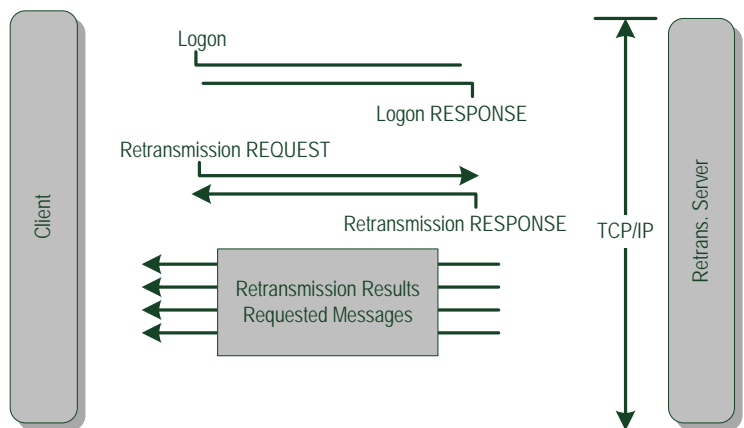 Logon
Logon RESPONSE
Retransmission REQUEST
Retransmission RESPONSE
Client
TCP/IP
Retrans. Server
Retransmission Results
Requested Messages